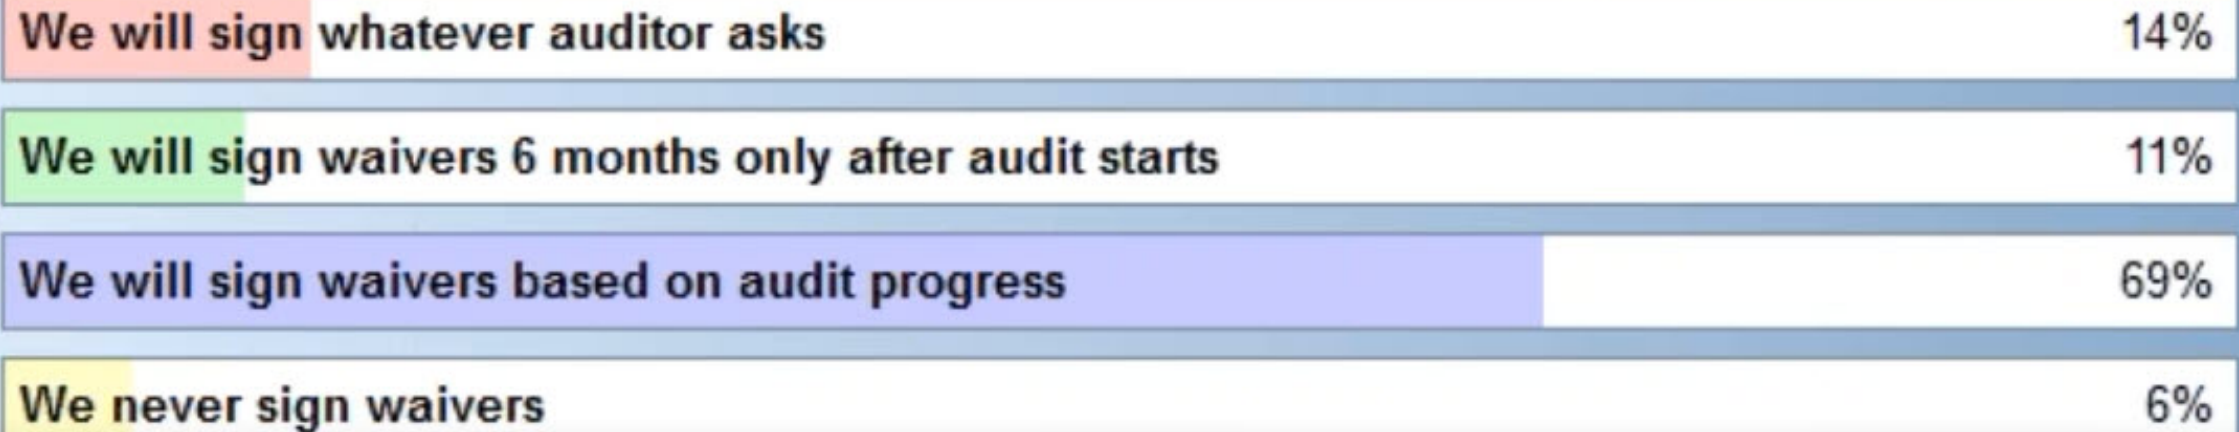 We will sign whatever auditor asks 14%
We will sign waivers 6 months only after audit starts 11%
We will sign waivers based on audit progress 69%
We never sign waivers 6%